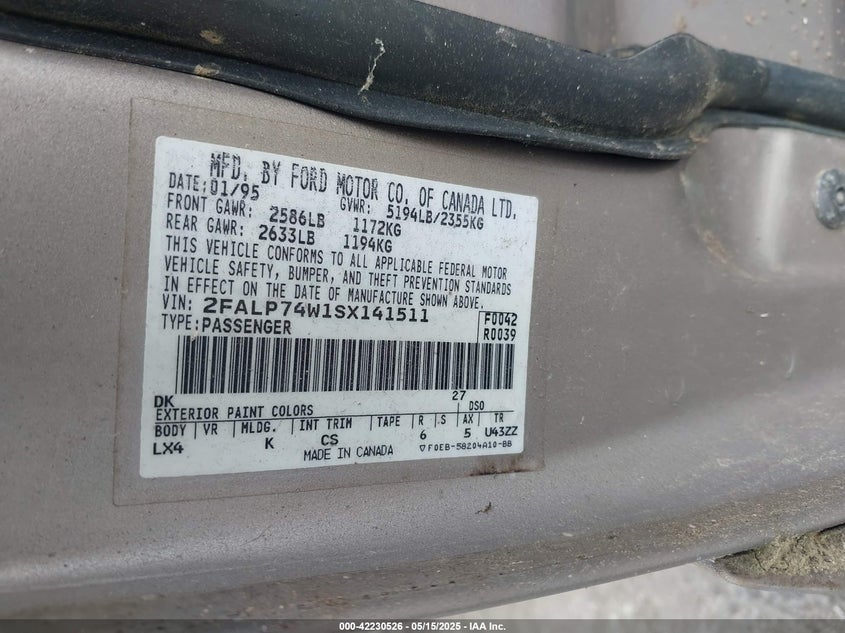 MFD. BY FORD MOTOR CO. OF CANADA LTD.
DATE: 01/95 GVWR: 5194LB/2355KG
FRONT GAWR: 2586LB 1172KG
REAR GAWR: 2633LB 1194KG
THIS VEHICLE CONFORMS TO ALL APPLICABLE FEDERAL MOTOR
VEHICLE SAFETY, BUMPER, AND THEFT PREVENTION STANDARDS
IN EFFECT ON THE DATE OF MANUFACTURE SHOWN ABOVE.
VIN: 2FALP74W1SX141511 F0042
TYPE: PASSENGER R0039
DK 27
EXTERIOR PAINT COLORS DSO
BODY VR MLDG. INT TRIM TAPE R .S AX TR
LX4 K CS 6 5 U43ZZ
MADE IN CANADA ▽F0EB-58204A10-BB
000-42230526 - 05/15/2025 - IAA Inc.